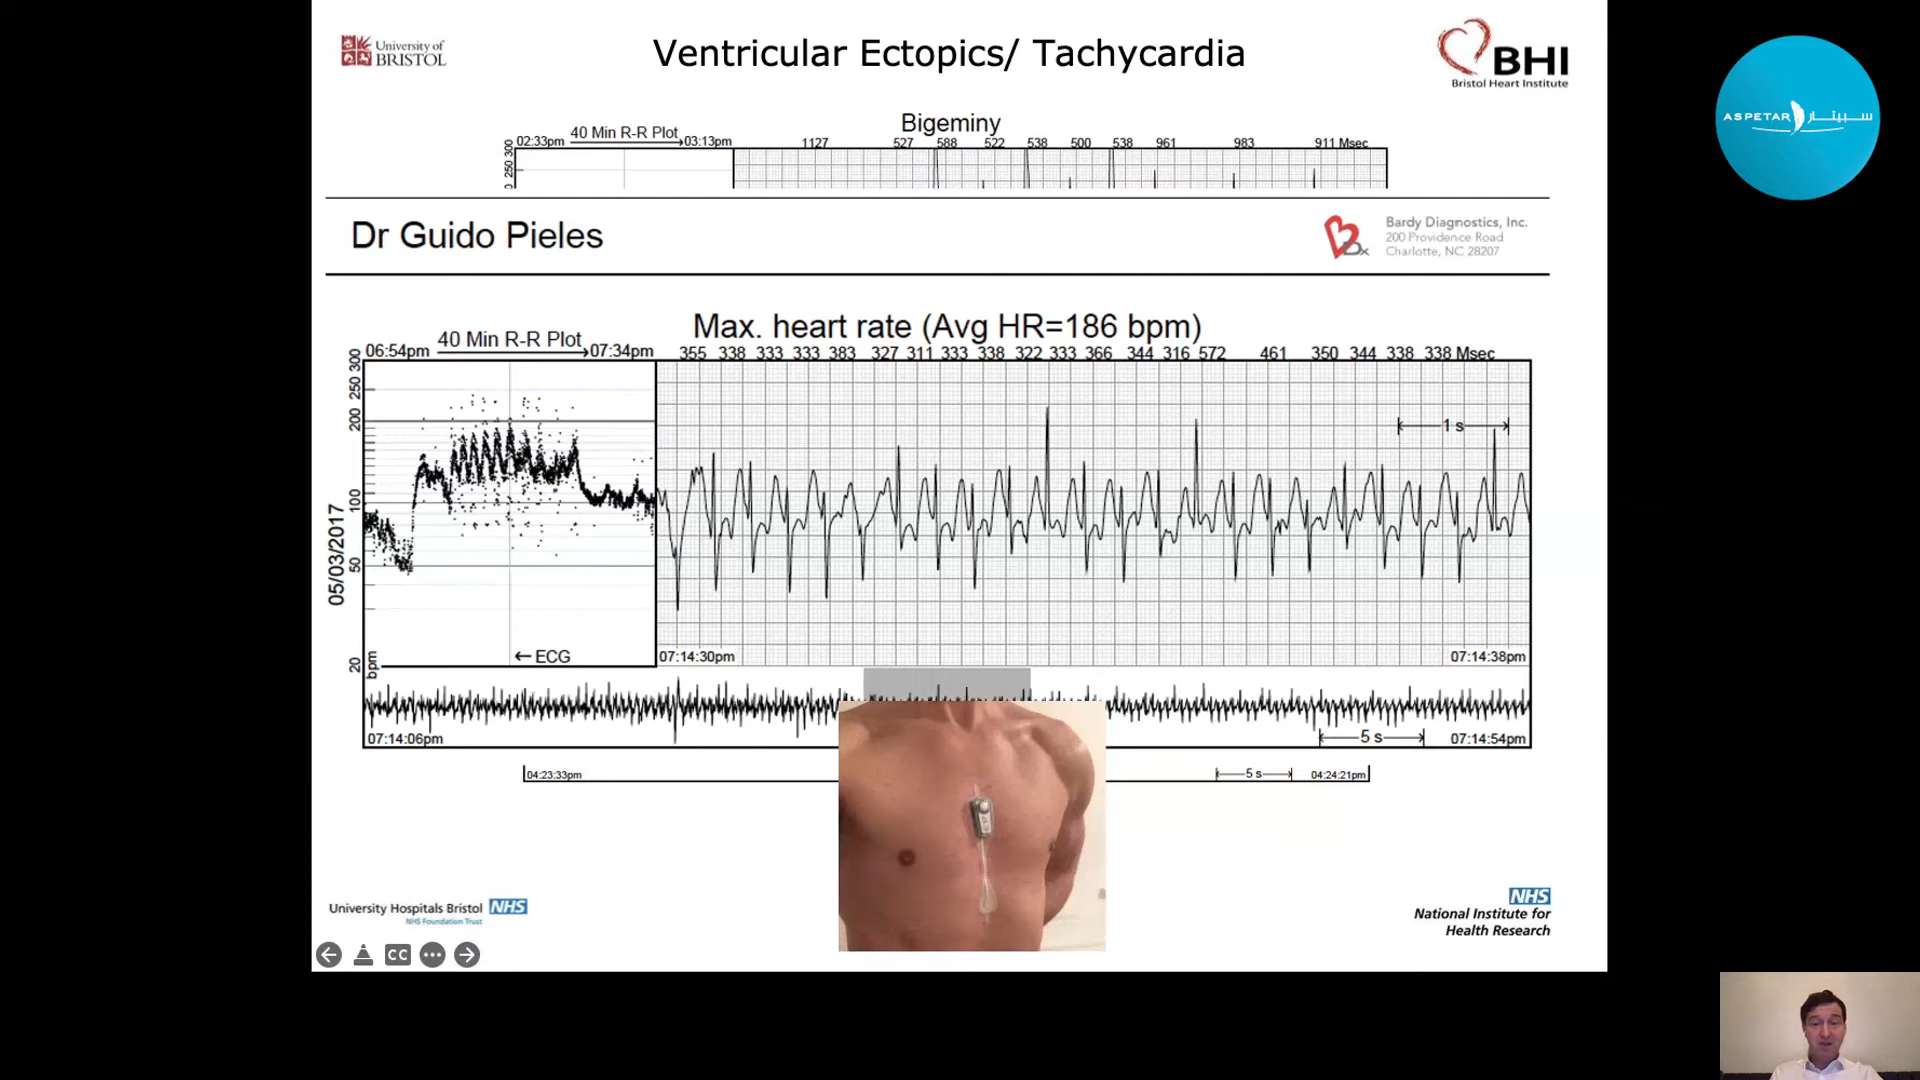 University of
BRISTOL
Ventricular Ectopics/ Tachycardia
BHI
Bristol Heart Institute
ASPETAR سبيتار
Bigeminy
02:33pm 40 Min R-R Plot 03:13pm 1127 527 588 522 538 500 538 961 983 911 Msec
300
250
0
Dr Guido Pieles
Bardy Diagnostics, Inc.
200 Providence Road
Charlotte, NC 28207
Max. heart rate (Avg HR=186 bpm)
06:54pm 40 Min R-R Plot 07:34pm 355 338 333 333 383 327 311 333 338 322 333 366 344 316 572 461 350 344 338 338 Msec
300
250
200
1 s
100
05/03/2017
50
←ECG 07:14:30pm 07:14:38pm
20
bpm
07:14:06pm 5 s 07:14:54pm
04:23:33pm 5 s 04:24:21pm
University Hospitals Bristol NHS
NHS Foundation Trust
NHS
National Institute for
Health Research
CC